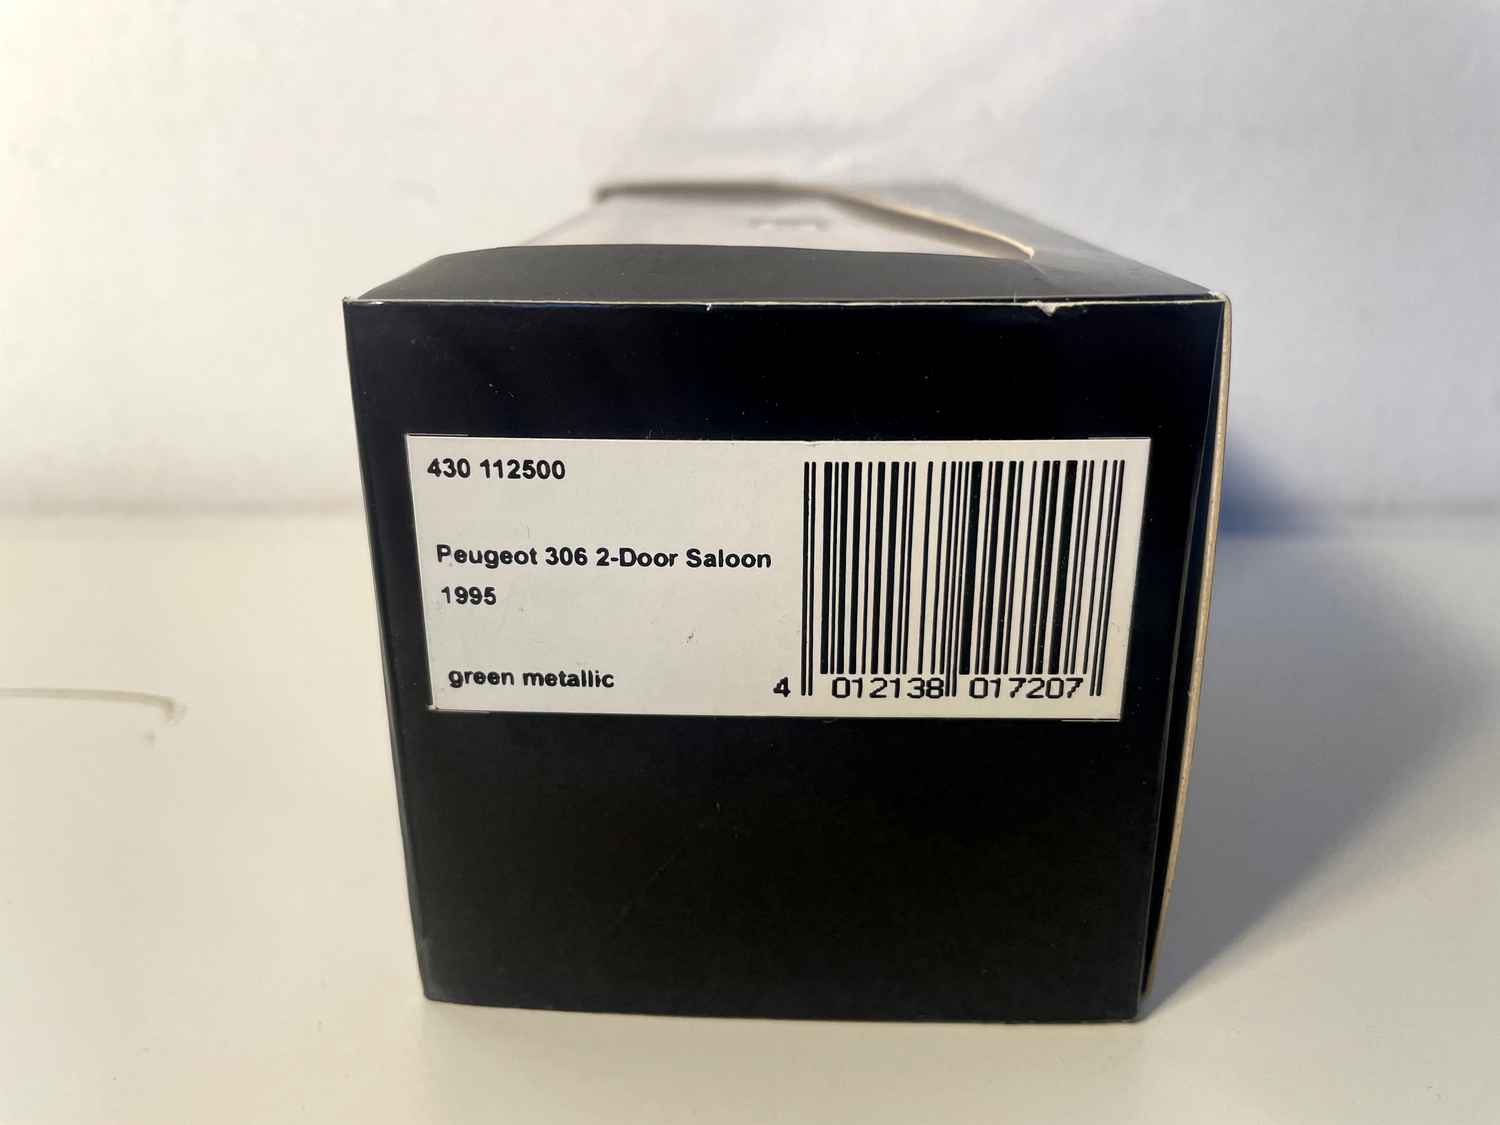 430 112500
Peugeot 306 2-Door Saloon
1995
green metallic
4 012138 017207